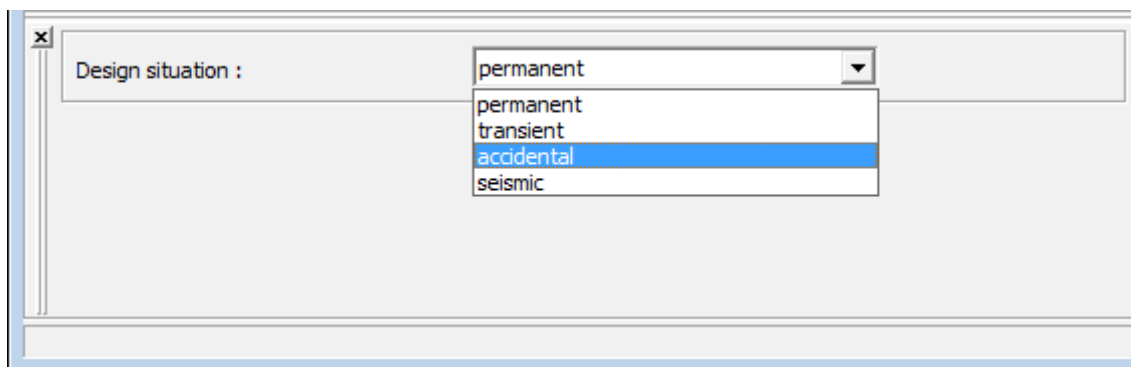 Design situation : permanent
permanent
transient
accidental
seismic